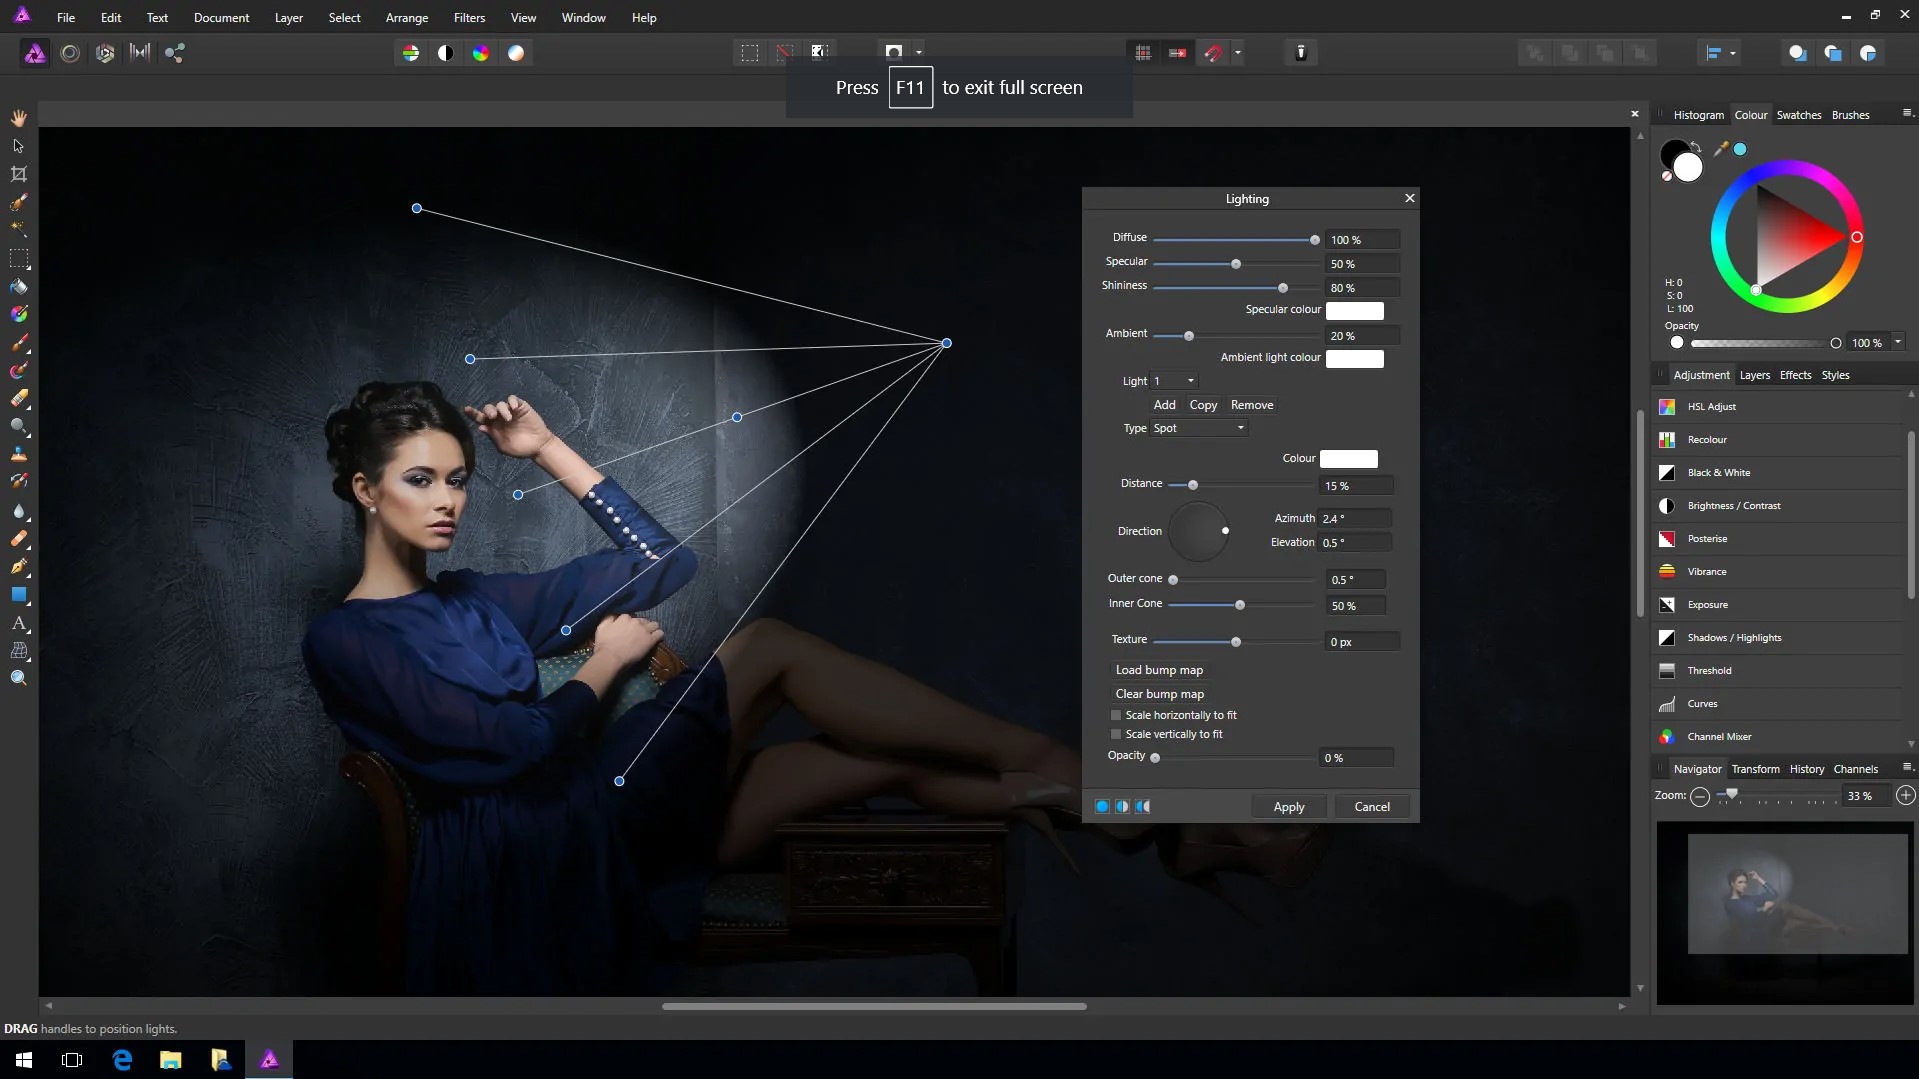 File Edit Text Document Layer Select Arrange Filters View Window Help
Press F11 to exit full screen
Histogram Colour Swatches Brushes
H: 0
S: 0
L: 100
Opacity
100 %
Adjustment Layers Effects Styles
HSL Adjust
Recolour
Black & White
Brightness / Contrast
Posterise
Vibrance
Exposure
Shadows / Highlights
Threshold
Curves
Channel Mixer
Navigator Transform History Channels
Zoom: 33 %
Lighting
Diffuse 100 %
Specular 50 %
Shininess 80 %
Specular colour
Ambient 20 %
Ambient light colour
Light 1
Add Copy Remove
Type Spot
Colour
Distance 15 %
Direction
Azimuth 2.4 °
Elevation 0.5 °
Outer cone 0.5 °
Inner Cone 50 %
Texture 0 px
Load bump map
Clear bump map
Scale horizontally to fit
Scale vertically to fit
Opacity 0 %
Apply Cancel
DRAG handles to position lights.